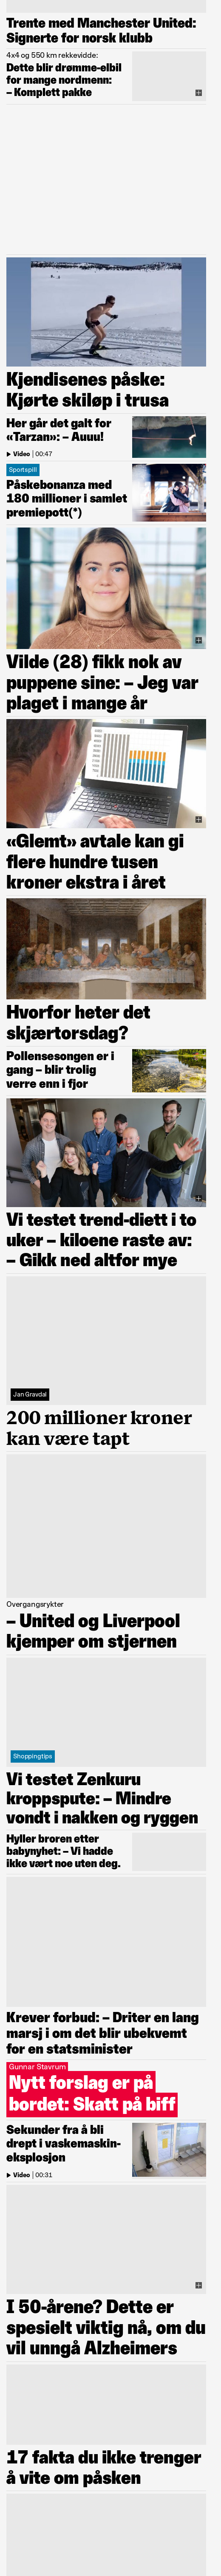 Trente med Manchester United:
Signerte for norsk klubb
4x4 og 550 km rekkevidde:
Dette blir drømme-elbil
for mange nordmenn:
– Komplett pakke
Kjendisenes påske:
Kjørte skiløp i trusa
Her går det galt for
«Tarzan»: – Auuu!
Video | 00:47
Sportsspill
Påskebonanza med
180 millioner i samlet
premiepott(*)
Vilde (28) fikk nok av
puppene sine: – Jeg var
plaget i mange år
«Glemt» avtale kan gi
flere hundre tusen
kroner ekstra i året
Hvorfor heter det
skjærtorsdag?
Pollensesongen er i
gang – blir trolig
verre enn i fjor
Vi testet trend-diett i to
uker – kiloene raste av:
– Gikk ned altfor mye
Jan Gravdal
200 millioner kroner
kan være tapt
Overgangsrykter
– United og Liverpool
kjemper om stjernen
Shoppingtips
Vi testet Zenkuru
kroppspute: – Mindre
vondt i nakken og ryggen
Hyller broren etter
babynyhet: – Vi hadde
ikke vært noe uten deg.
Krever forbud: – Driter en lang
marsj i om det blir ubekvemt
for en statsminister
Gunnar Stavrum
Nytt forslag er på
bordet: Skatt på biff
Sekunder fra å bli
drept i vaskemaskin-
eksplosjon
Video | 00:31
I 50-årene? Dette er
spesielt viktig nå, om du
vil unngå Alzheimers
17 fakta du ikke trenger
å vite om påsken